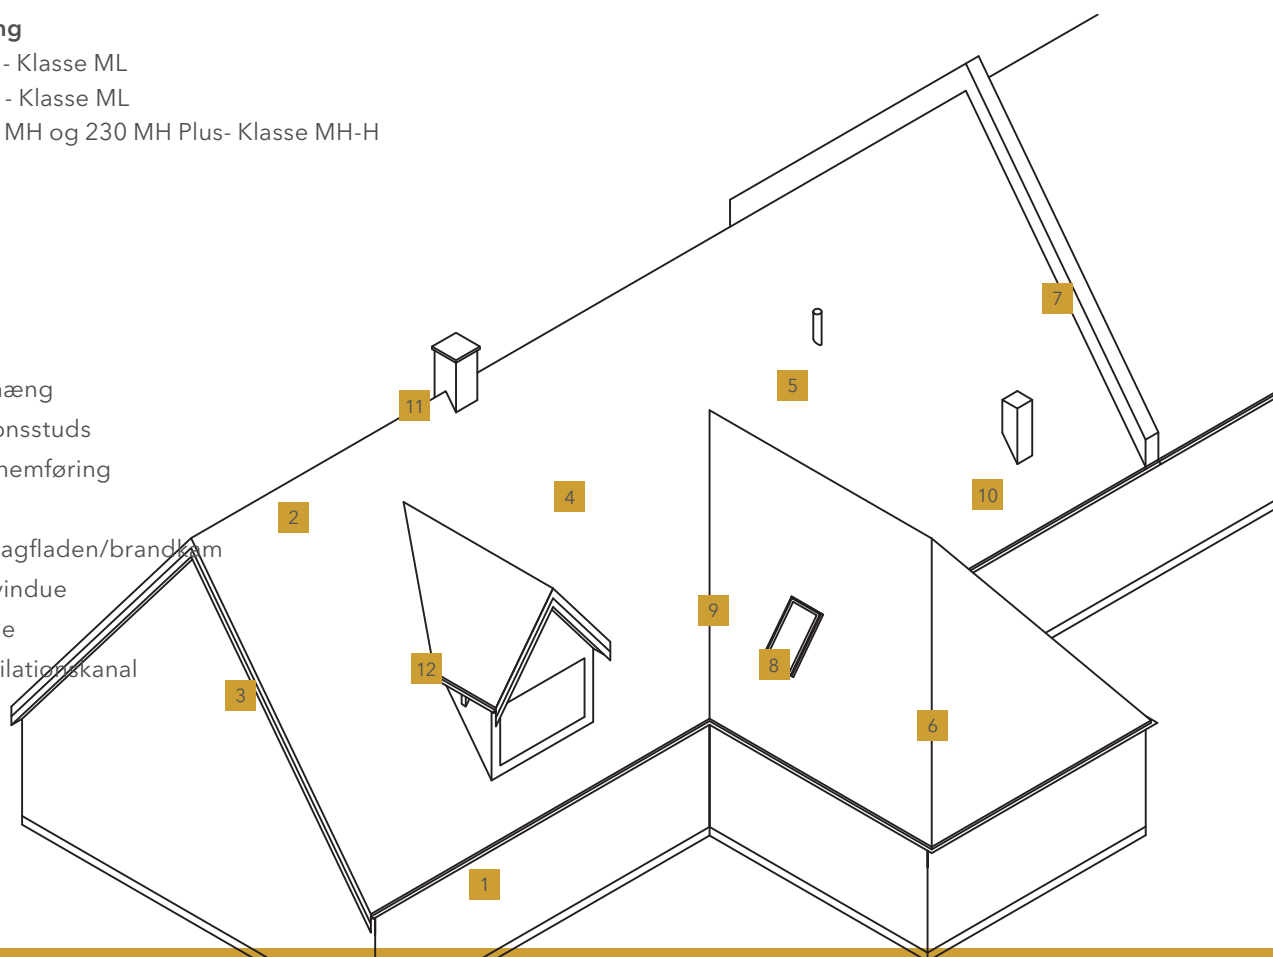 ng
- Klasse ML
- Klasse ML
MH og 230 MH Plus- Klasse MH-H
7
5
æng
11
onsstuds
nemføring
4
10
2
agfladen/brandkam
vindue
9
e
8
ilationskanal
12
3
6
1